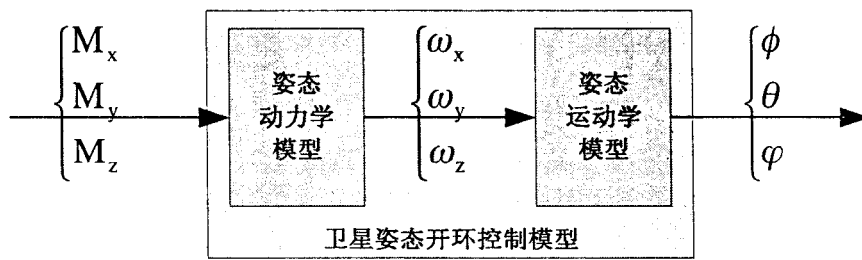 M_x
M_y
M_z
姿态
动力学
模型
ω_x
ω_y
ω_z
姿态
运动学
模型
ϕ
θ
φ
卫星姿态开环控制模型